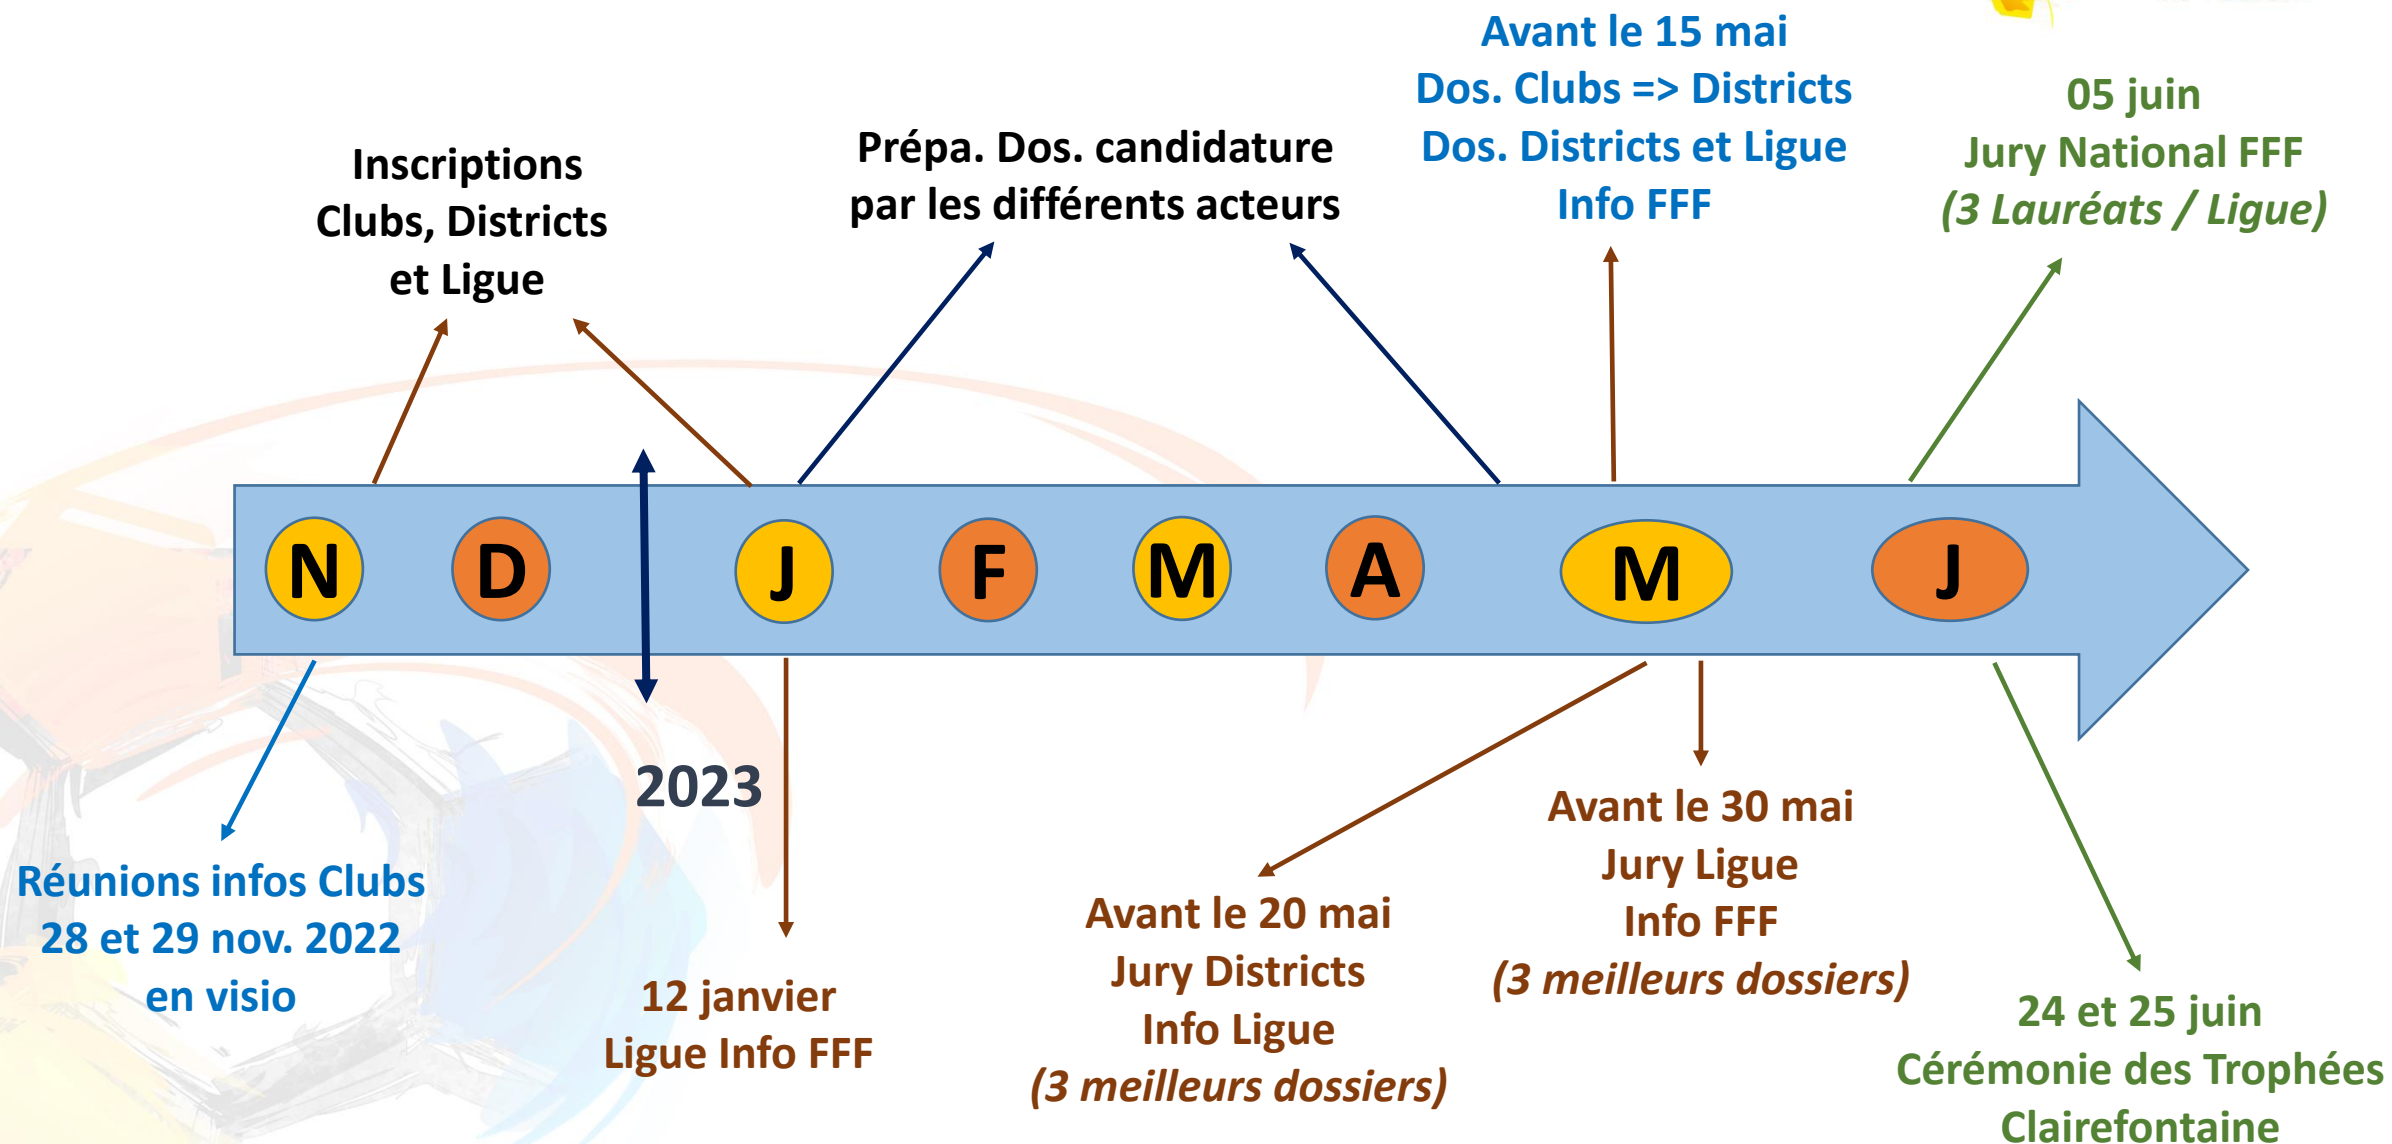 Avant le 15 mai
Dos. Clubs => Districts
Dos. Districts et Ligue
Info FFF
05 juin
Jury National FFF
(3 Lauréats / Ligue)
Inscriptions
Clubs, Districts
et Ligue
Prépa. Dos. candidature
par les différents acteurs
N D J F M A M J
2023
Réunions infos Clubs
28 et 29 nov. 2022
en visio
12 janvier
Ligue Info FFF
Avant le 20 mai
Jury Districts
Info Ligue
(3 meilleurs dossiers)
Avant le 30 mai
Jury Ligue
Info FFF
(3 meilleurs dossiers)
24 et 25 juin
Cérémonie des Trophées
Clairefontaine